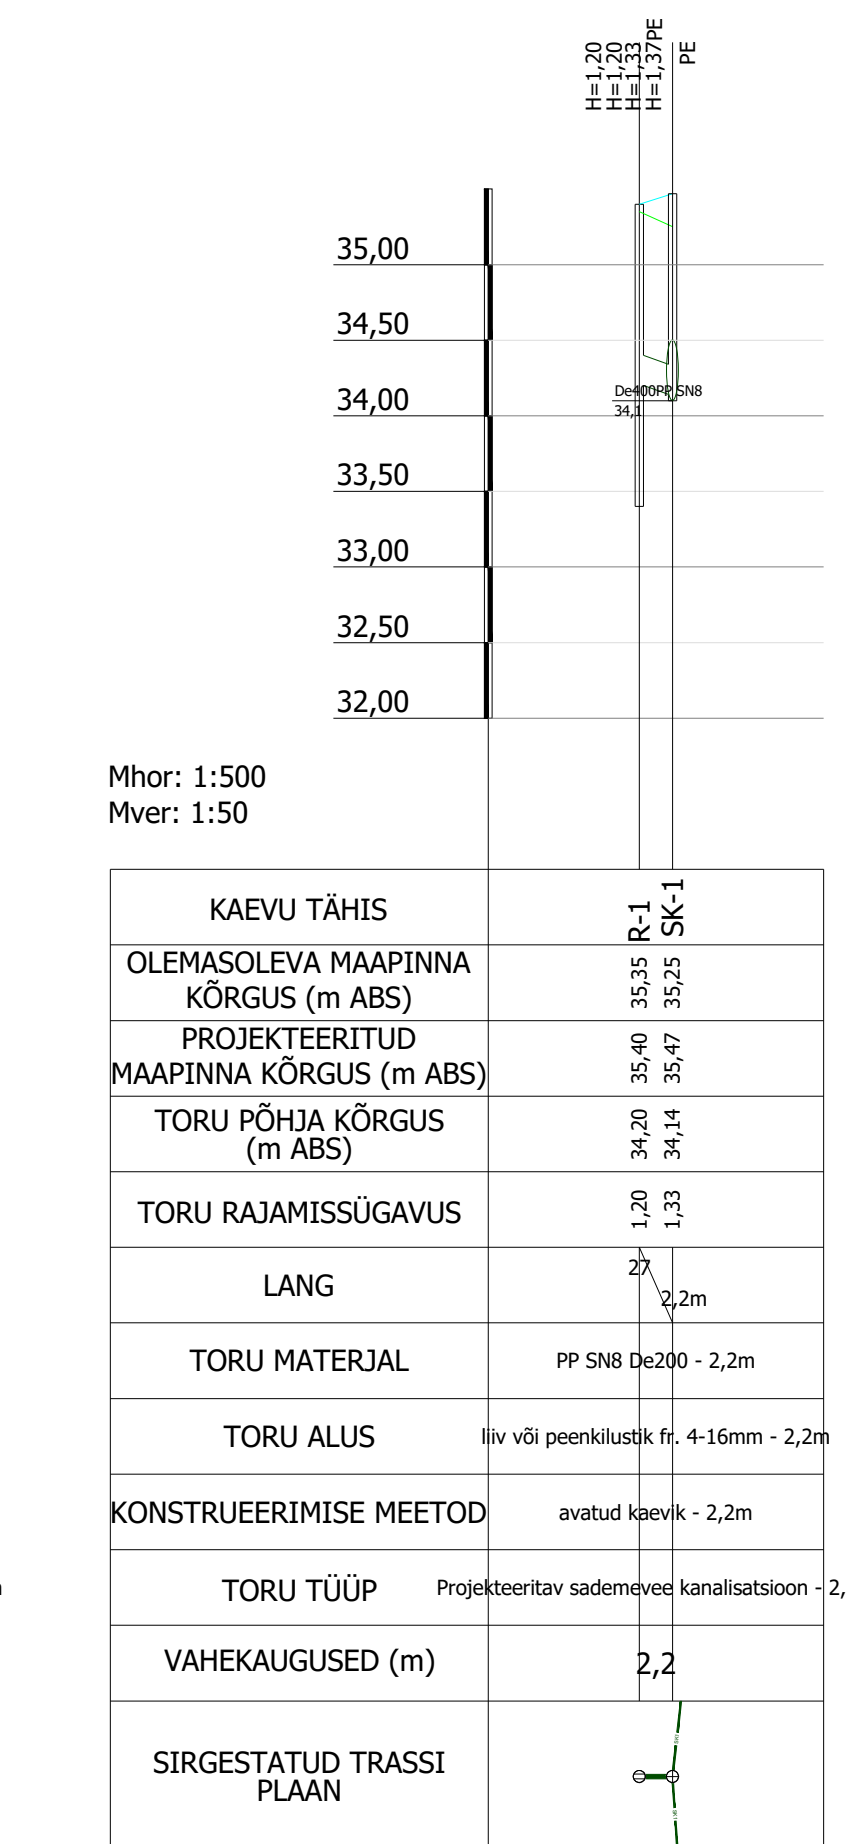 H=1,20
H=1,20
H=1,33
H=1,37PE
PE
35,00
34,50
34,00
33,50
33,00
32,50
32,00
De400PP SN8
34,1
Mhor: 1:500
Mver: 1:50
KAEVU TÄHIS
R-1
SK-1
OLEMASOLEVA MAAPINNA
KÕRGUS (m ABS)
35,35
35,25
PROJEKTEERITUD
MAAPINNA KÕRGUS (m ABS)
35,40
35,47
TORU PÕHJA KÕRGUS
(m ABS)
34,20
34,14
TORU RAJAMISSÜGAVUS
1,20
1,33
LANG
27
2,2m
TORU MATERJAL
PP SN8 De200 - 2,2m
TORU ALUS
liiv või peenkilustik fr. 4-16mm - 2,2m
KONSTRUEERIMISE MEETOD
avatud kaevik - 2,2m
TORU TÜÜP
Projekteeritav sademevee kanalisatsioon - 2,
VAHEKAUGUSED (m)
2,2
SIRGESTATUD TRASSI
PLAAN